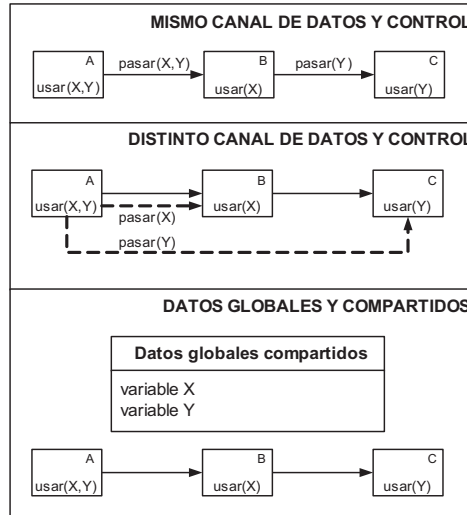 MISMO CANAL DE DATOS Y CONTROL
A pasar(X,Y) B pasar(Y) C
usar(X,Y) usar(X) usar(Y)
DISTINTO CANAL DE DATOS Y CONTROL
A B C
usar(X,Y) usar(X) usar(Y)
pasar(X)
pasar(Y)
DATOS GLOBALES Y COMPARTIDOS
Datos globales compartidos
variable X
variable Y
A B C
usar(X,Y) usar(X) usar(Y)